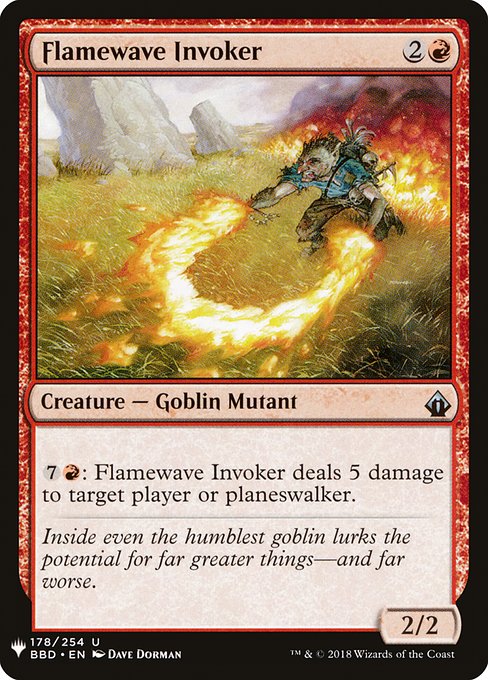 Flamewave Invoker 2
Creature — Goblin Mutant
7 : Flamewave Invoker deals 5 damage
to target player or planeswalker.
Inside even the humblest goblin lurks the
potential for far greater things—and far
worse.
2/2
178/254 U
BBD • EN Dave Dorman
™ & © 2018 Wizards of the Coast